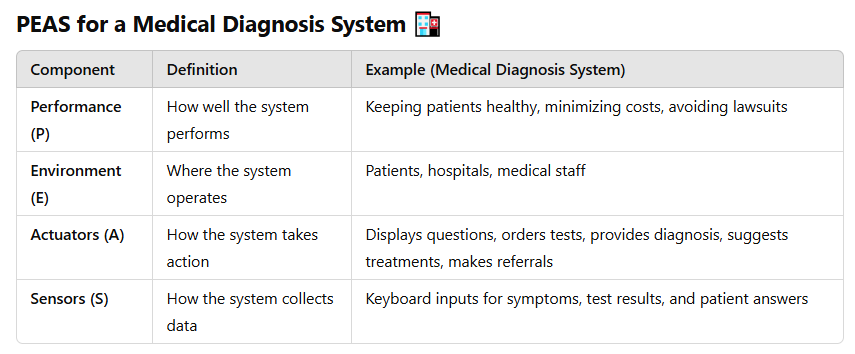 PEAS for a Medical Diagnosis System 🏥
Component Definition Example (Medical Diagnosis System)
Performance How well the system Keeping patients healthy, minimizing costs, avoiding lawsuits
(P) performs
Environment Where the system Patients, hospitals, medical staff
(E) operates
Actuators (A) How the system takes Displays questions, orders tests, provides diagnosis, suggests
action treatments, makes referrals
Sensors (S) How the system collects Keyboard inputs for symptoms, test results, and patient answers
data